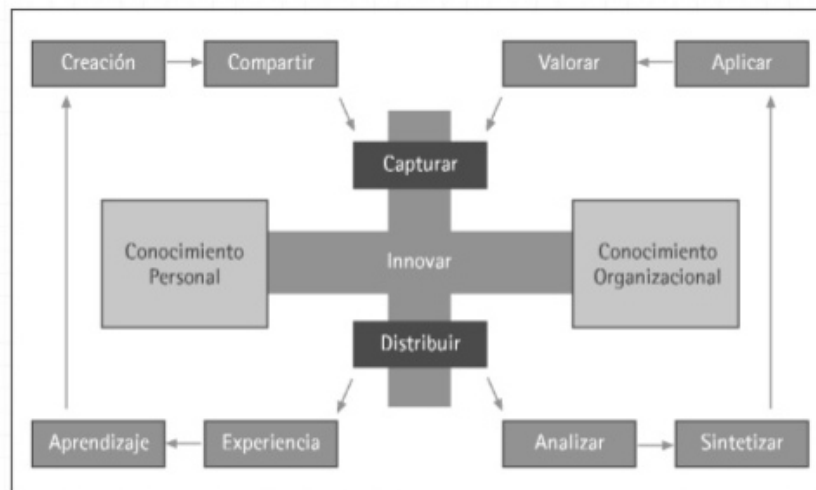 Creación
Compartir
Valorar
Aplicar
Capturar
Conocimiento
Personal
Innovar
Conocimiento
Organizacional
Distribuir
Aprendizaje
Experiencia
Analizar
Sintetizar